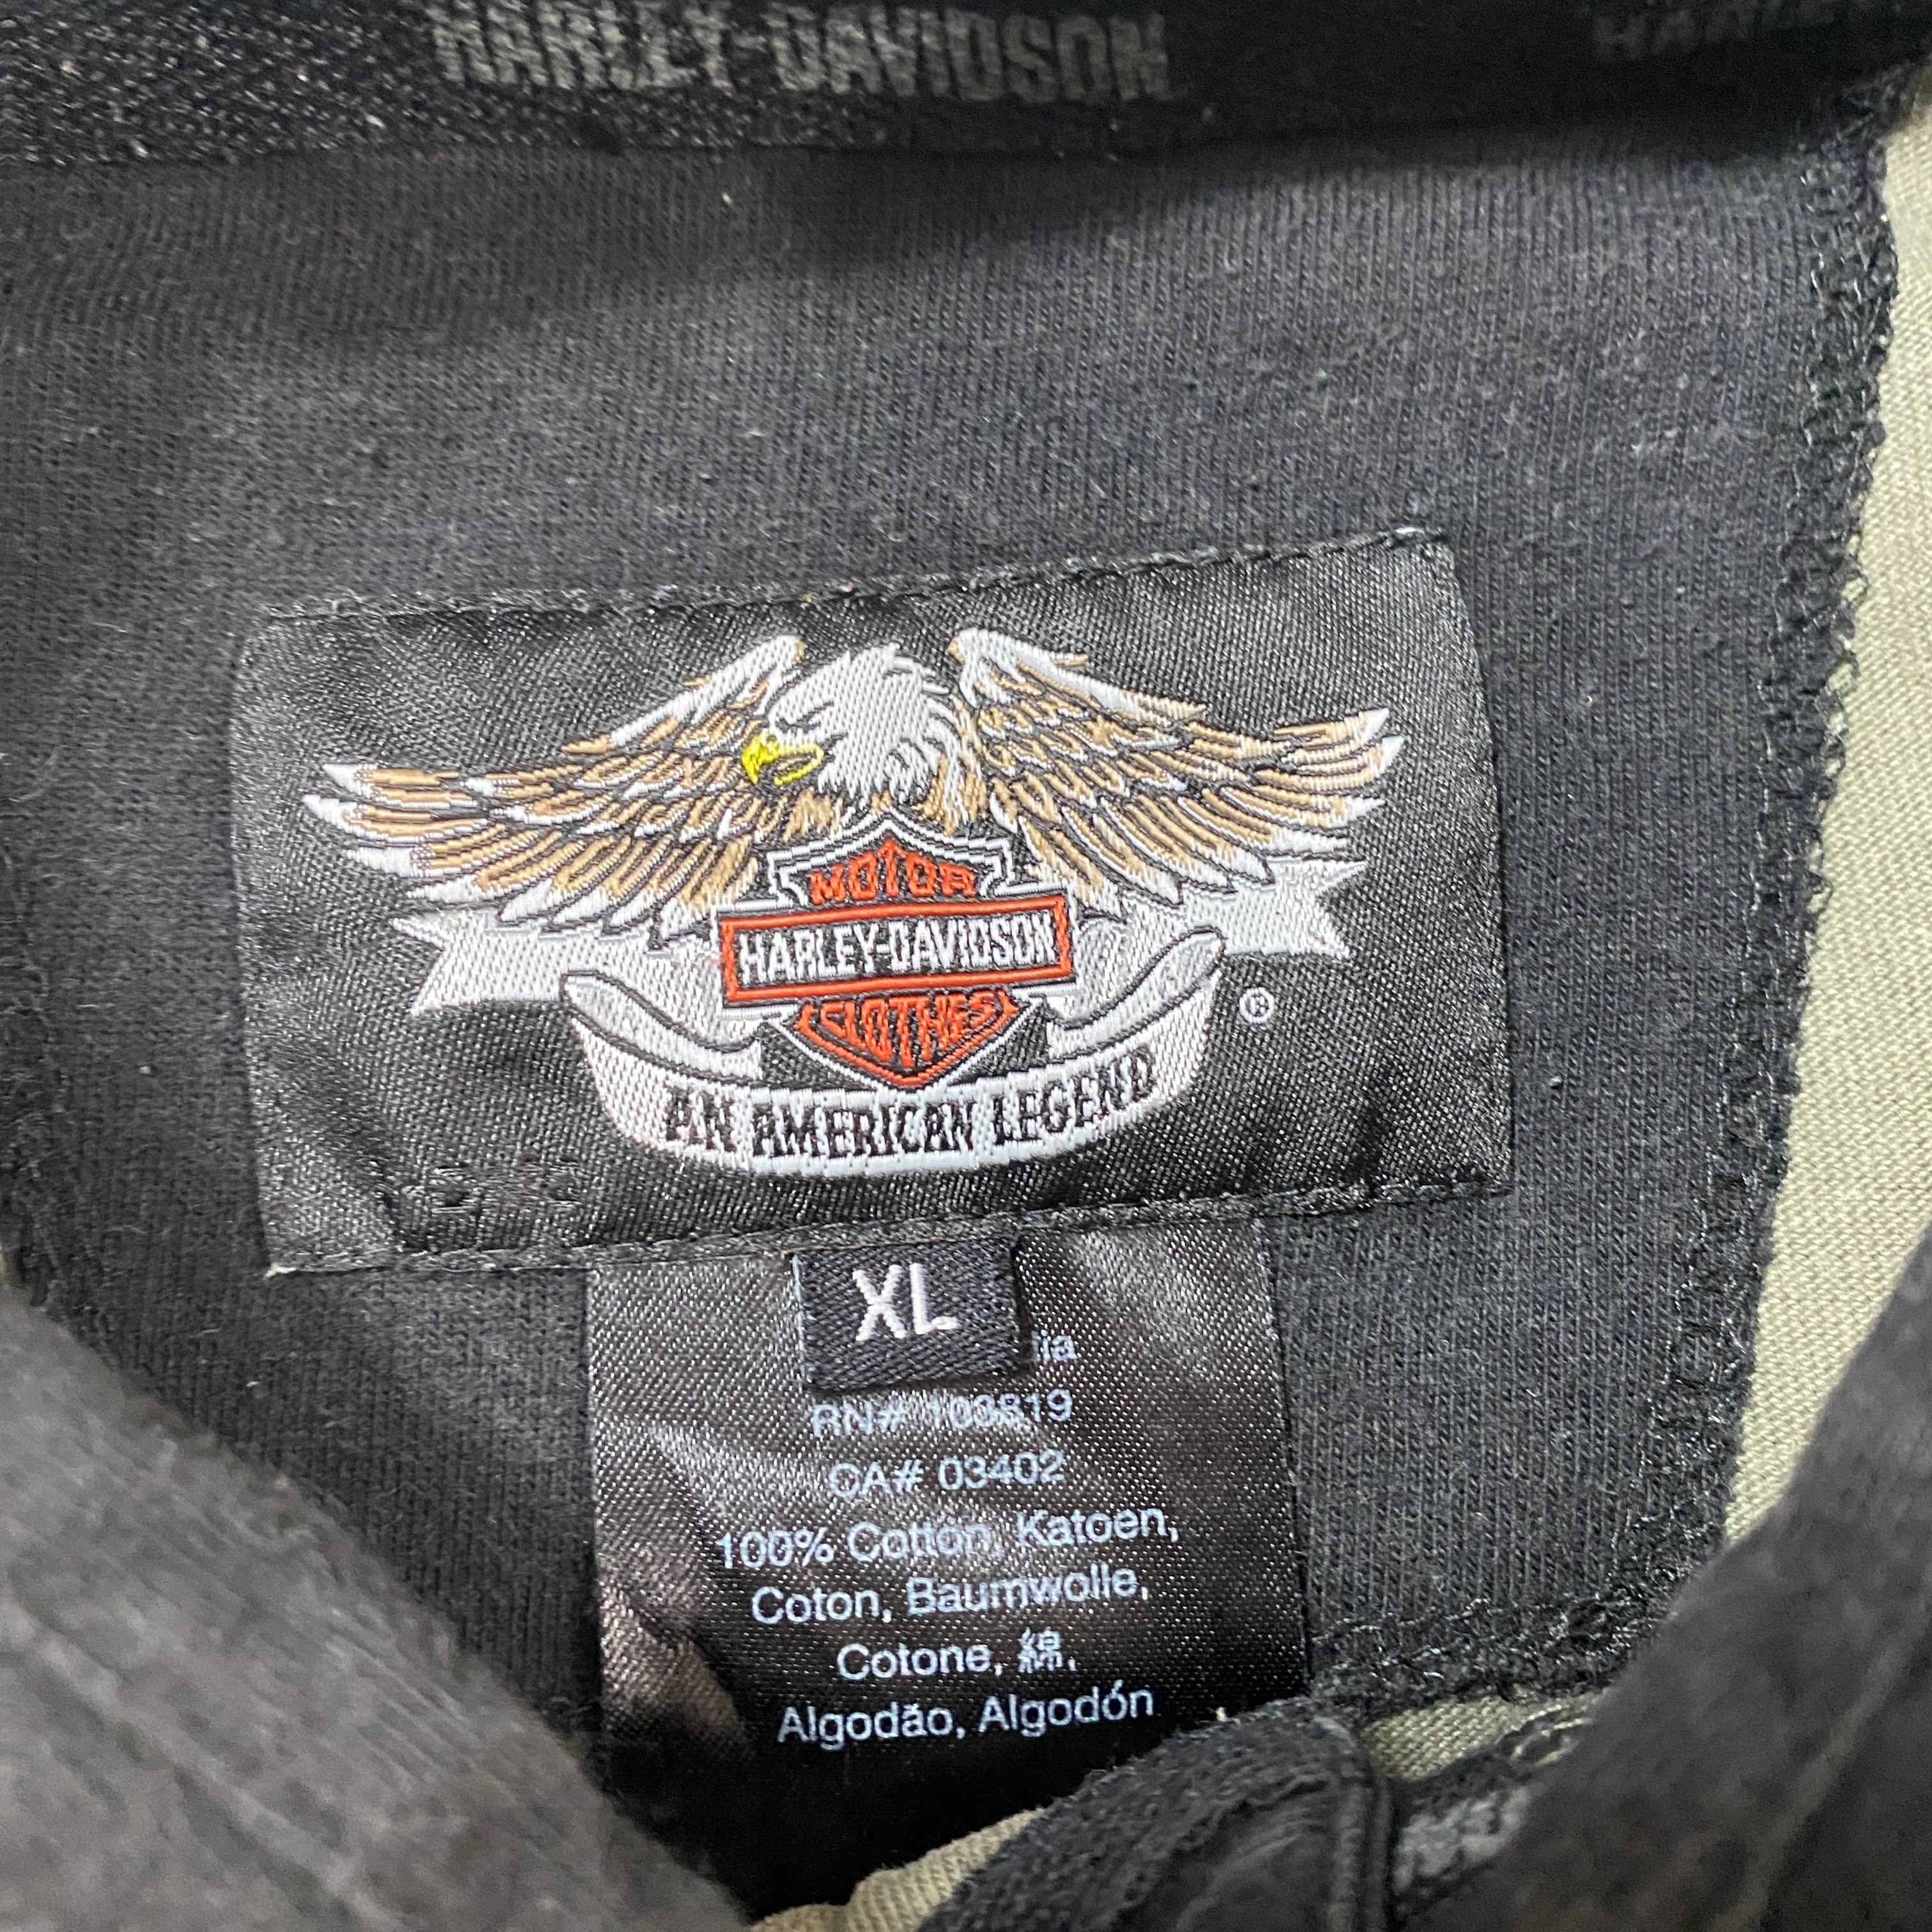 HARLEY-DAVIDSON
MOTOR
HARLEY-DAVIDSON
CLOTHES
®
AN AMERICAN LEGEND
XL
RN# 103819
CA# 03402
100% Cotton, Katoen,
Coton, Baumwolle,
Cotone, 綿,
Algodão, Algodón